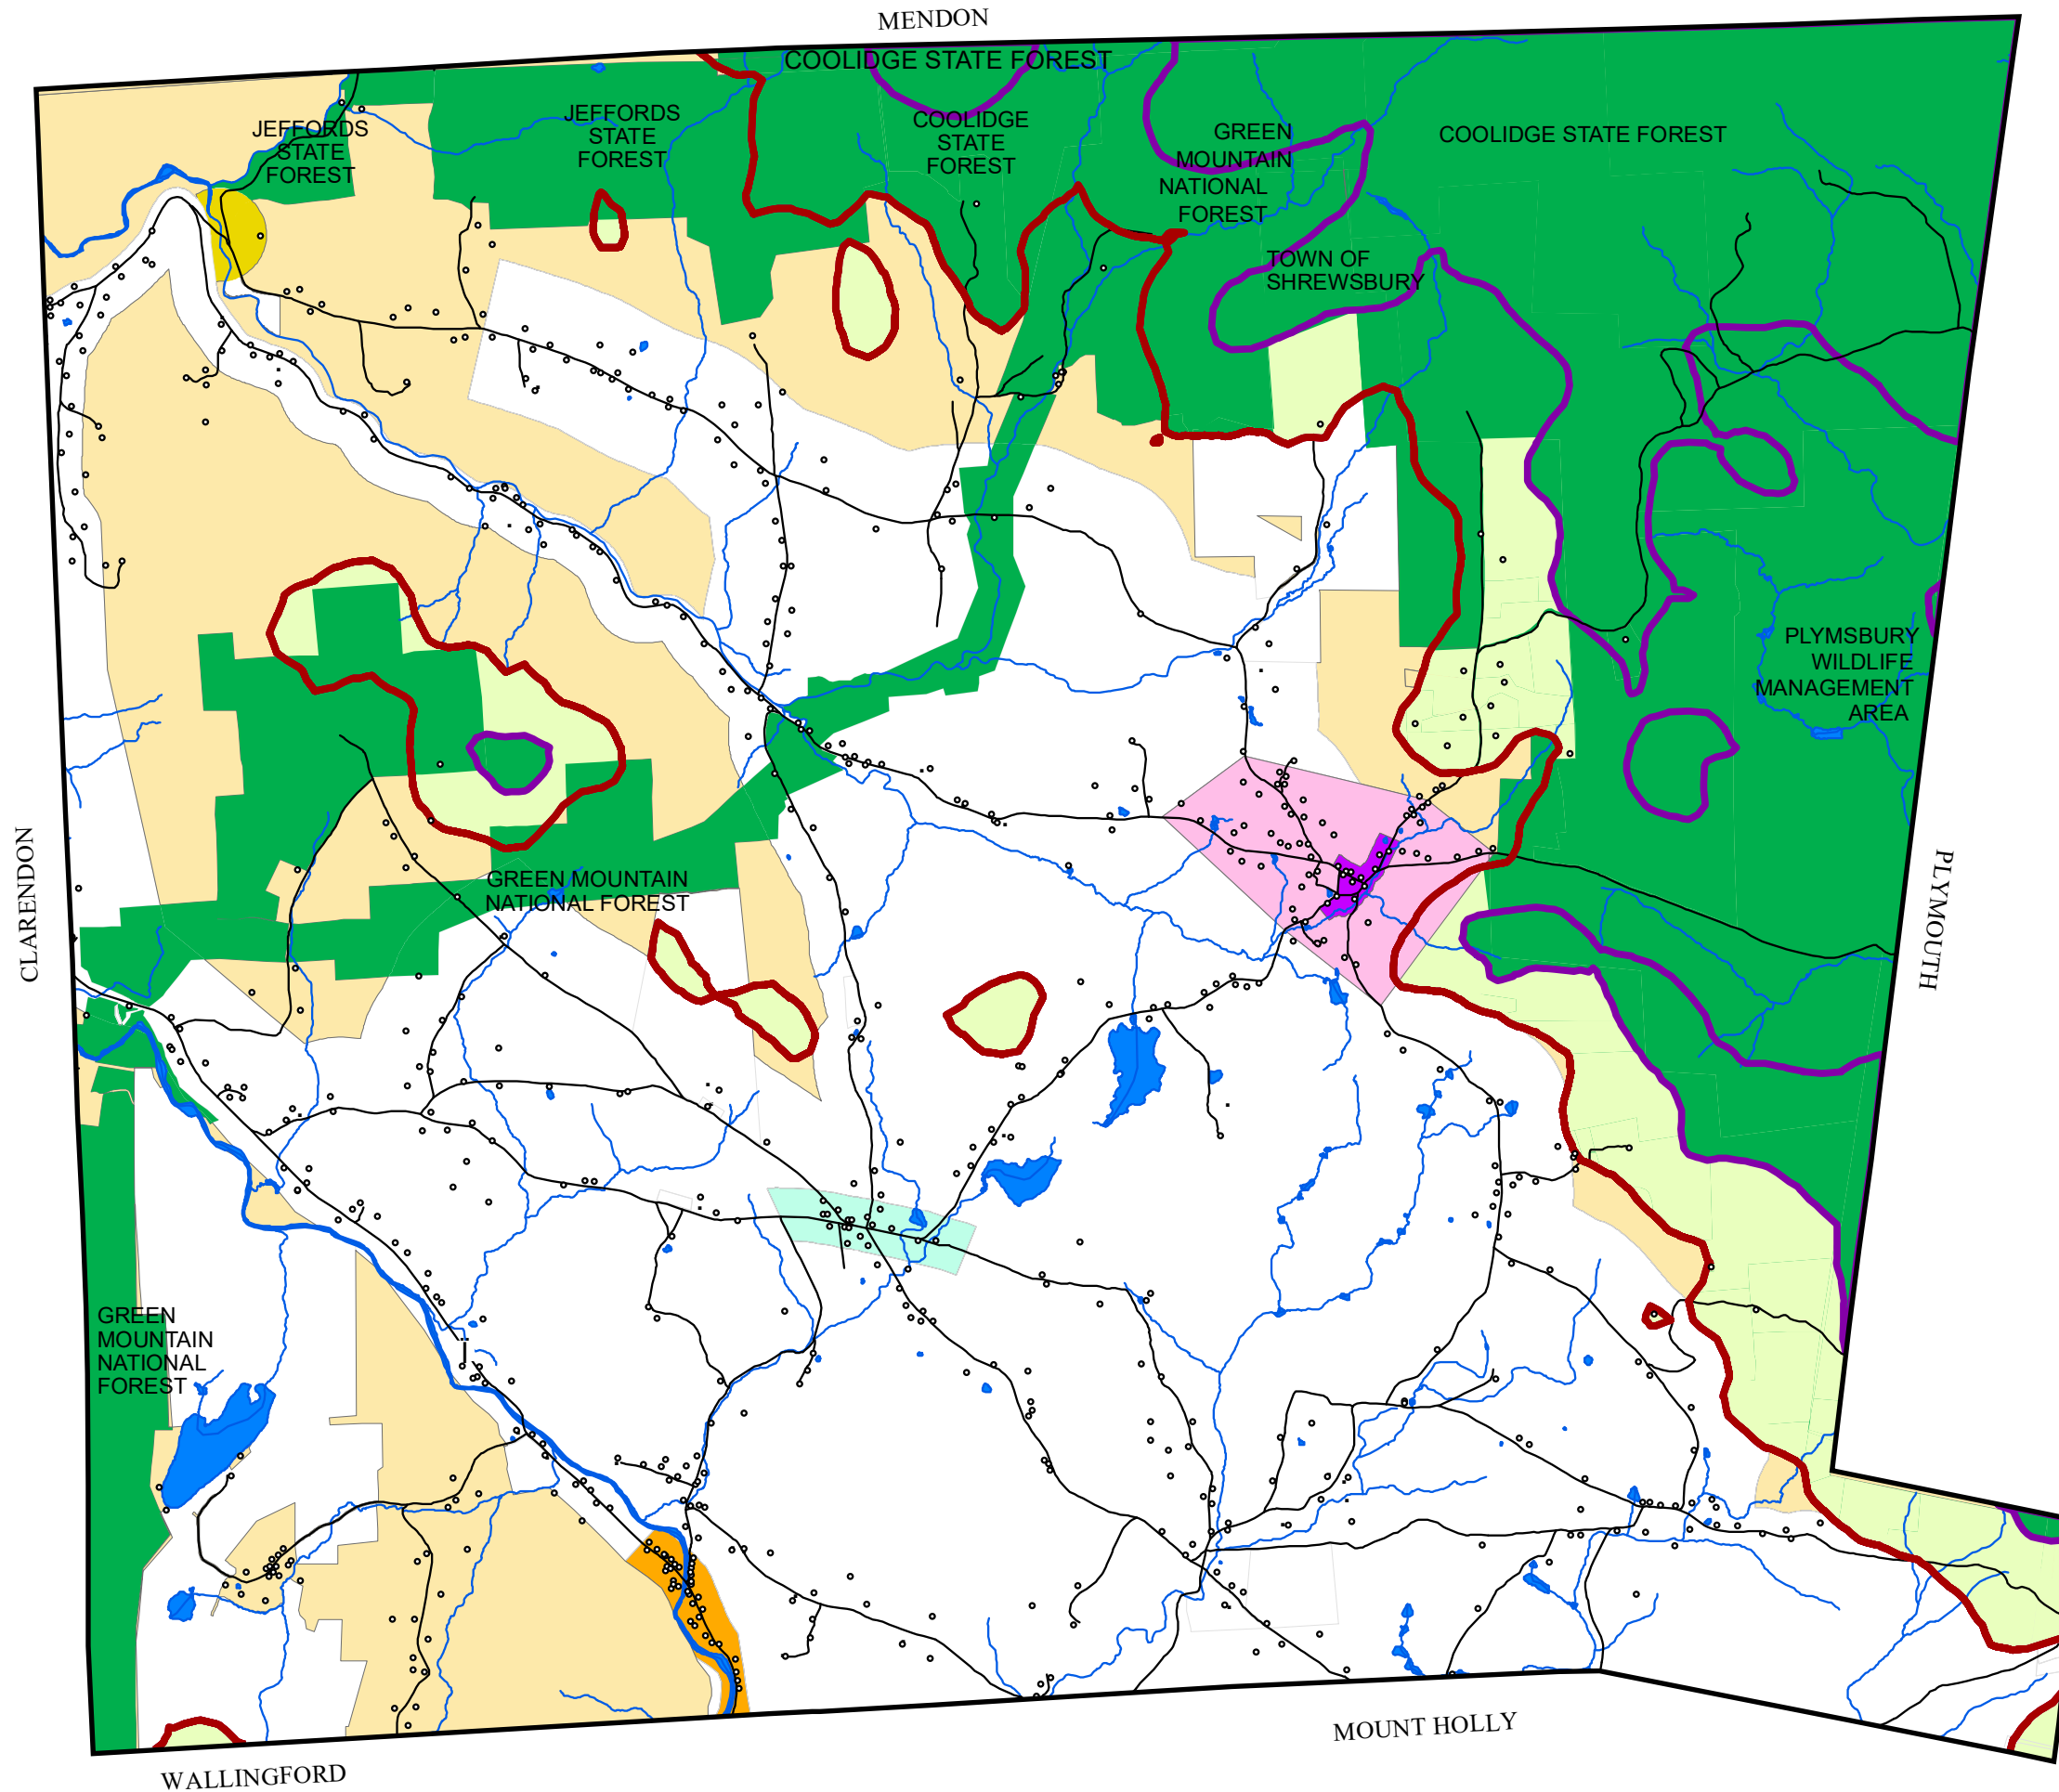 MENDON
COOLIDGE STATE FOREST
JEFFORDS
STATE
FOREST
JEFFORDS
STATE
FOREST
COOLIDGE
STATE
FOREST
GREEN
MOUNTAIN
NATIONAL
FOREST
COOLIDGE STATE FOREST
TOWN OF
SHREWSBURY
PLYMSBURY
WILDLIFE
MANAGEMENT
AREA
CLARENDON
GREEN MOUNTAIN
NATIONAL FOREST
PLYMOUTH
GREEN
MOUNTAIN
NATIONAL
FOREST
j
MOUNT HOLLY
WALLINGFORD